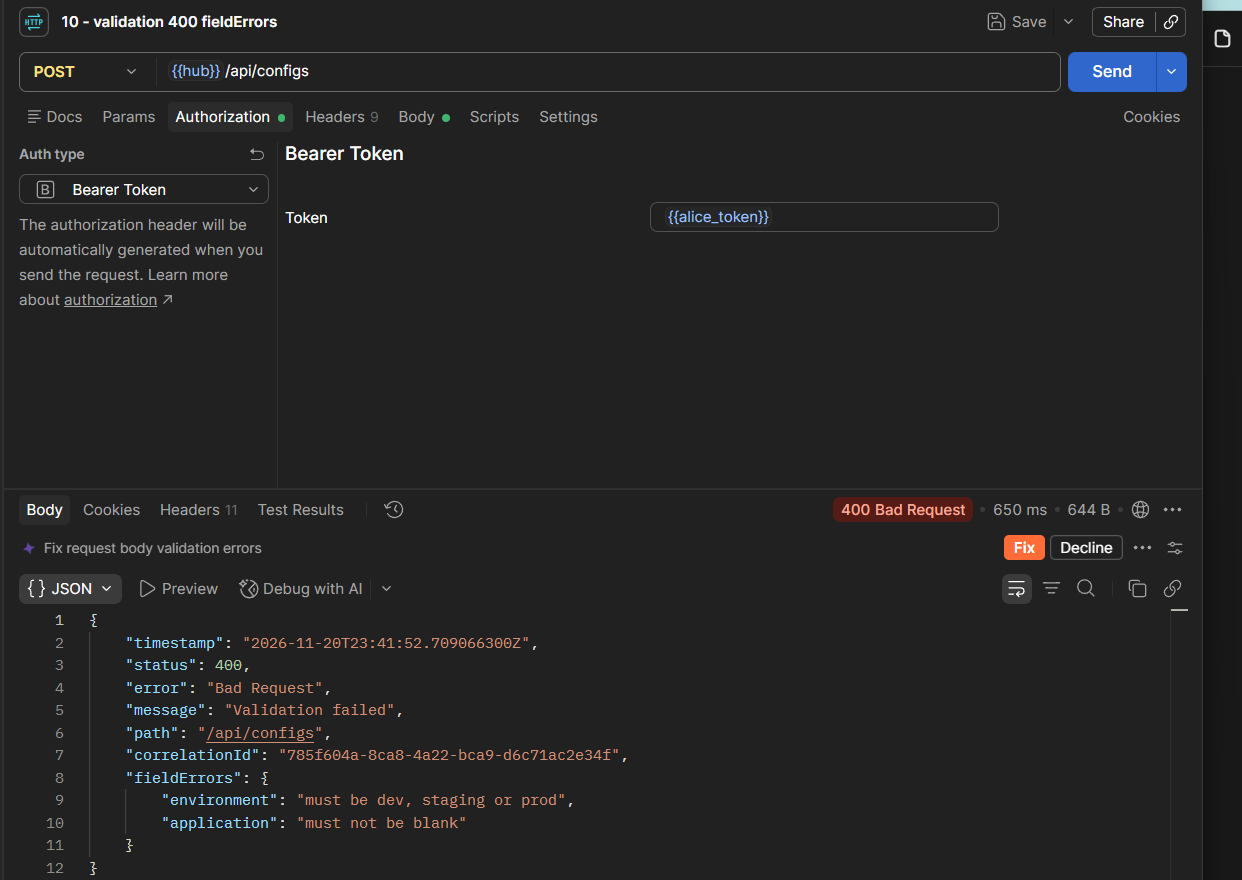 HTTP 10 - validation 400 fieldErrors Save Share
POST {{hub}} /api/configs Send
Docs Params Authorization Headers 9 Body Scripts Settings Cookies
Auth type
B Bearer Token
The authorization header will be
automatically generated when you
send the request. Learn more
about authorization ↗
Bearer Token
Token {{alice_token}}
Body Cookies Headers 11 Test Results 400 Bad Request • 650 ms • 644 B •
Fix request body validation errors Fix Decline
{ } JSON Preview Debug with AI
1 {
2 "timestamp": "2026-11-20T23:41:52.709066300Z",
3 "status": 400,
4 "error": "Bad Request",
5 "message": "Validation failed",
6 "path": "/api/configs",
7 "correlationId": "785f604a-8ca8-4a22-bca9-d6c71ac2e34f",
8 "fieldErrors": {
9 "environment": "must be dev, staging or prod",
10 "application": "must not be blank"
11 }
12 }